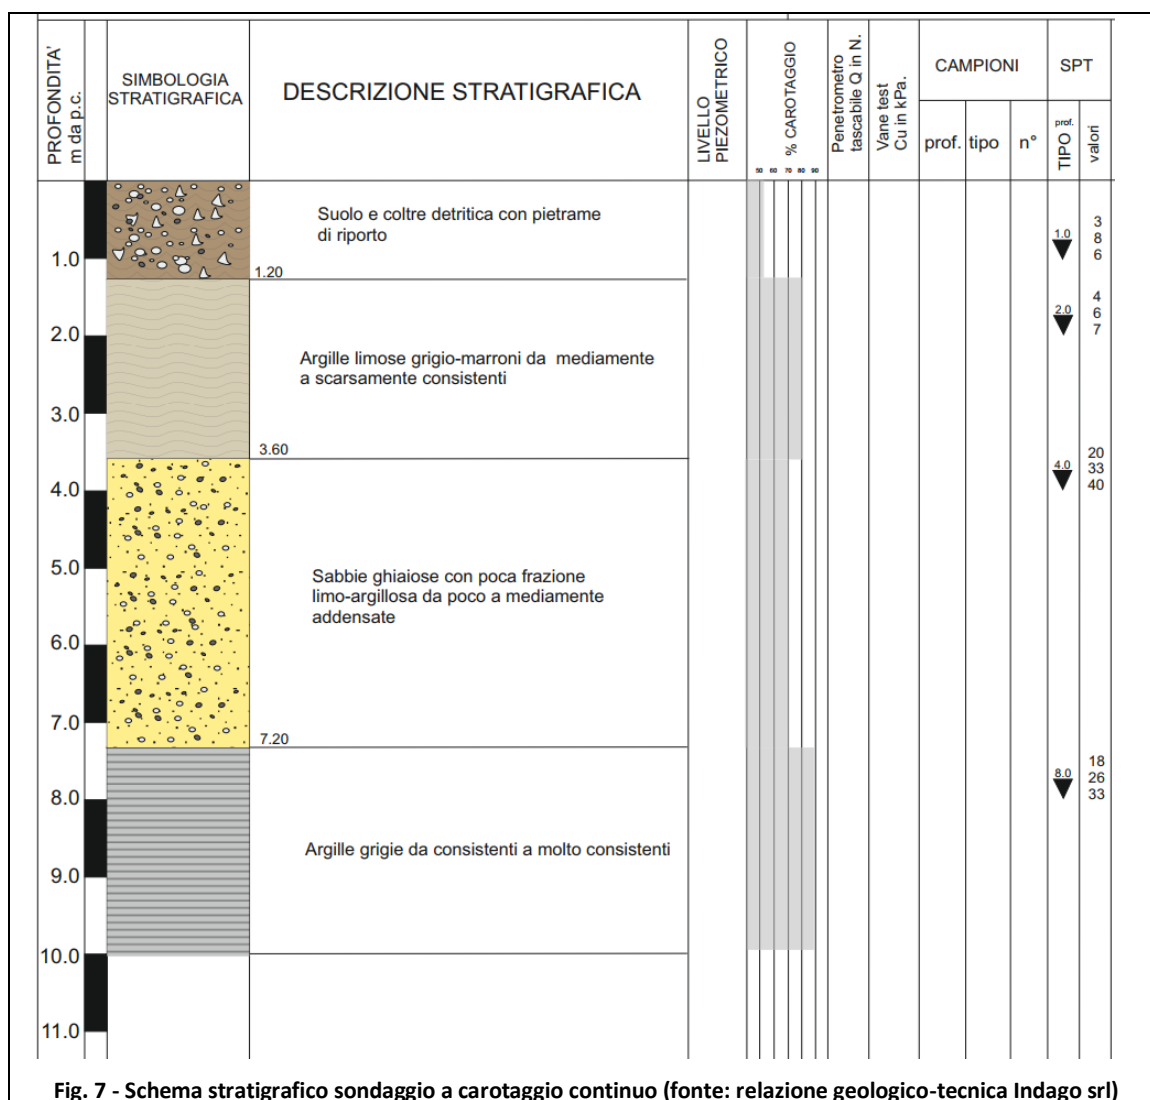 PROFONDITA'
m da p.c.
SIMBOLOGIA
STRATIGRAFICA
DESCRIZIONE STRATIGRAFICA
LIVELLO
PIEZOMETRICO
% CAROTAGGIO
50 60 70 80 90
Penetrometro
tascabile Q in N.
Vane test
Cu in kPa.
CAMPIONI
prof. tipo n°
SPT
prof.
TIPO
valori
Suolo e coltre detritica con pietrame
di riporto
1.0
3
8
6
1.0
1.20
2.0
4
6
7
2.0
Argille limose grigio-marroni da mediamente
a scarsamente consistenti
3.0
3.60
4.0
20
33
40
4.0
5.0
Sabbie ghiaiose con poca frazione
limo-argillosa da poco a mediamente
addensate
6.0
7.0
7.20
8.0
18
26
33
8.0
Argille grigie da consistenti a molto consistenti
9.0
10.0
11.0
Fig. 7 - Schema stratigrafico sondaggio a carotaggio continuo (fonte: relazione geologico-tecnica Indago srl)